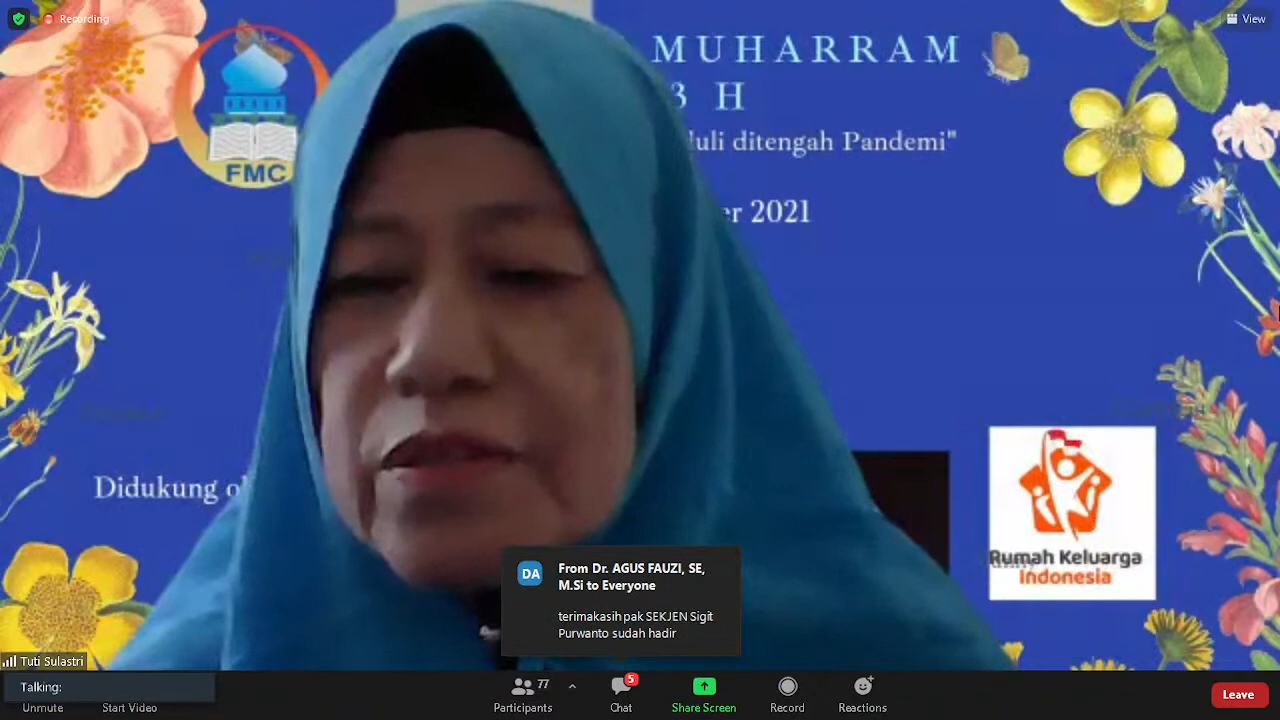 Recording
View
MUHARRAM
3 H
duli ditengah Pandemi"
er 2021
FMC
Didukung ol
Rumah Keluarga
Indonesia
DA
From Dr. AGUS FAUZI, SE,
M.Si to Everyone
terimakasih pak SEKJEN Sigit
Purwanto sudah hadir
Tuti Sulastri
Talking:
Unmute
Start Video
77
Participants
5
Chat
Share Screen
Record
Reactions
Leave